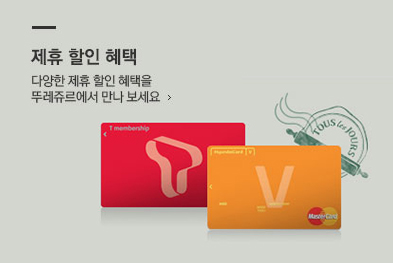 제휴 할인 혜택
다양한 제휴 할인 혜택을
뚜레쥬르에서 만나 보세요 >
T membership
TOUS les JOURS
HyundaiCard V
V
MasterCard